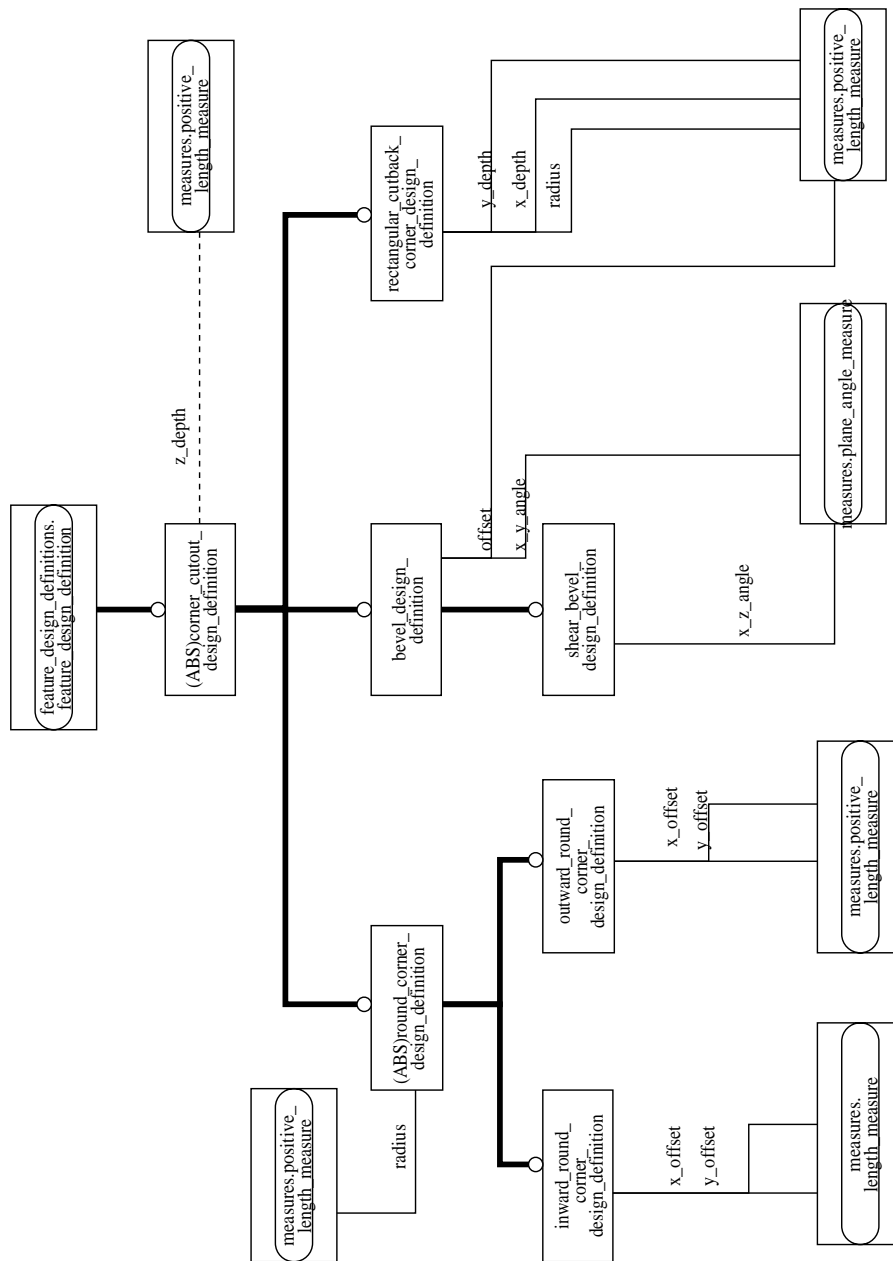 feature_design_definitions.
feature_design_definition
measures.positive_
length_measure
z_depth
(ABS)corner_cutout_
design_definition
measures.positive_
length_measure
radius
(ABS)round_corner_
design_definition
bevel_design_
definition
rectangular_cutback_
corner_design_
definition
offset
x_y_angle
y_depth
x_depth
radius
inward_round_
corner_
design_definition
outward_round_
corner_
design_definition
shear_bevel_
design_definition
x_offset
y_offset
x_offset
y_offset
x_z_angle
measures.
length_measure
measures.positive_
length_measure
measures.plane_angle_measure
measures.positive_
length_measure